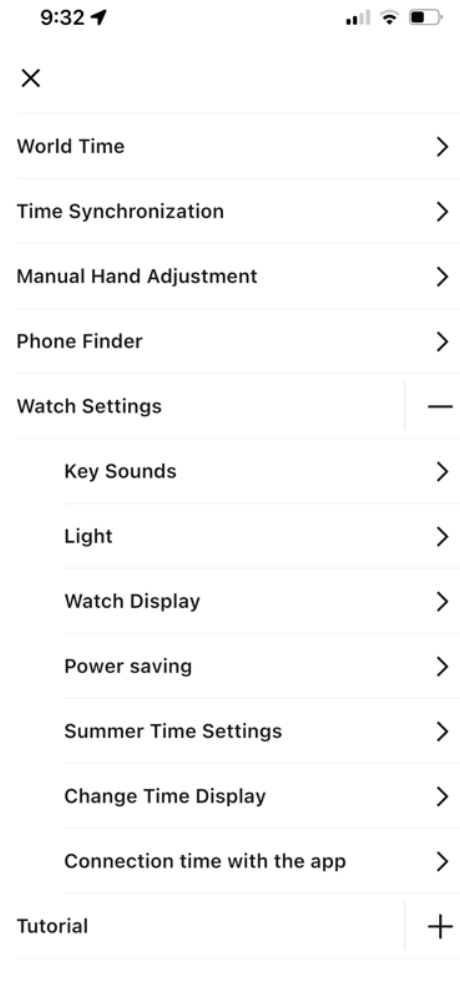 9:32
World Time
Time Synchronization
Manual Hand Adjustment
Phone Finder
Watch Settings
Key Sounds
Light
Watch Display
Power saving
Summer Time Settings
Change Time Display
Connection time with the app
Tutorial